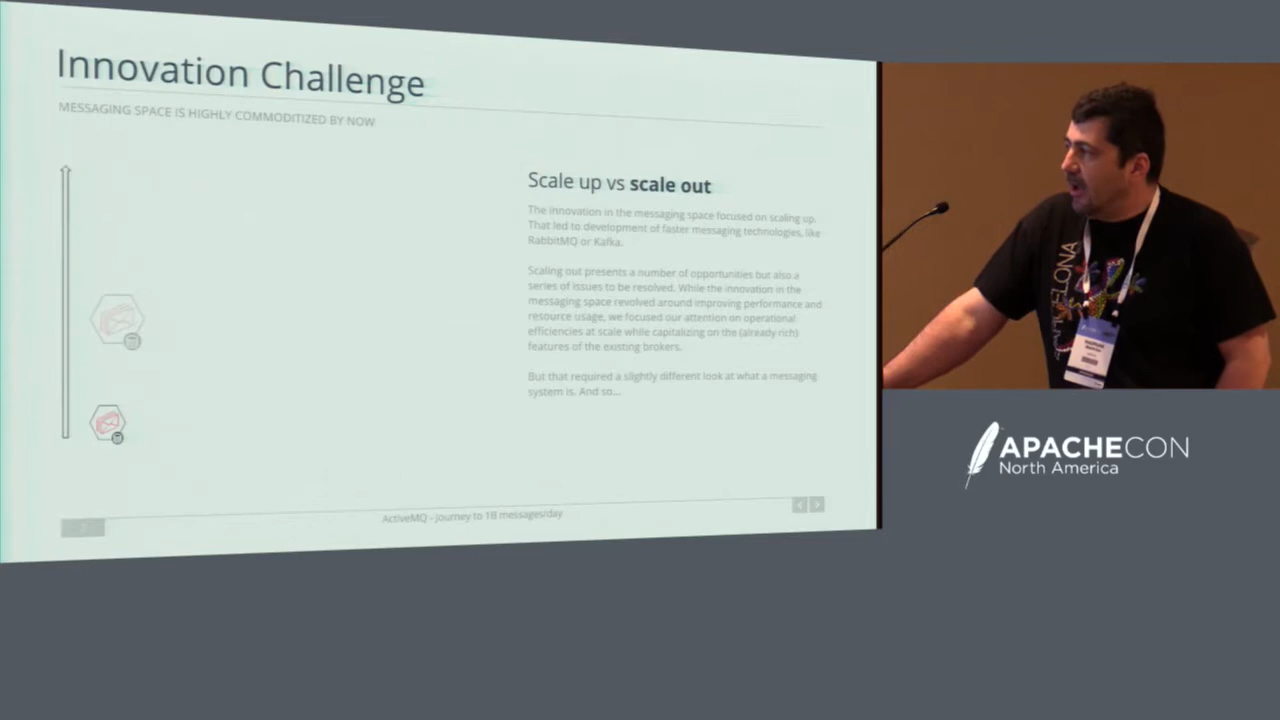 Innovation Challenge
MESSAGING SPACE IS HIGHLY COMMODITIZED BY NOW
Scale up vs scale out
The innovation in the messaging space focused on scaling up.
That led to development of faster messaging technologies, like
RabbitMQ or Kafka.
Scaling out presents a number of opportunities but also a
series of issues to be resolved. While the innovation in the
messaging space revolved around improving performance and
resource usage, we focused our attention on operational
efficiencies at scale while capitalizing on the (already rich)
features of the existing brokers.
But that required a slightly different look at what a messaging
system is. And so...
ActiveMQ - journey to 1B messages/day
APACHECON
North America